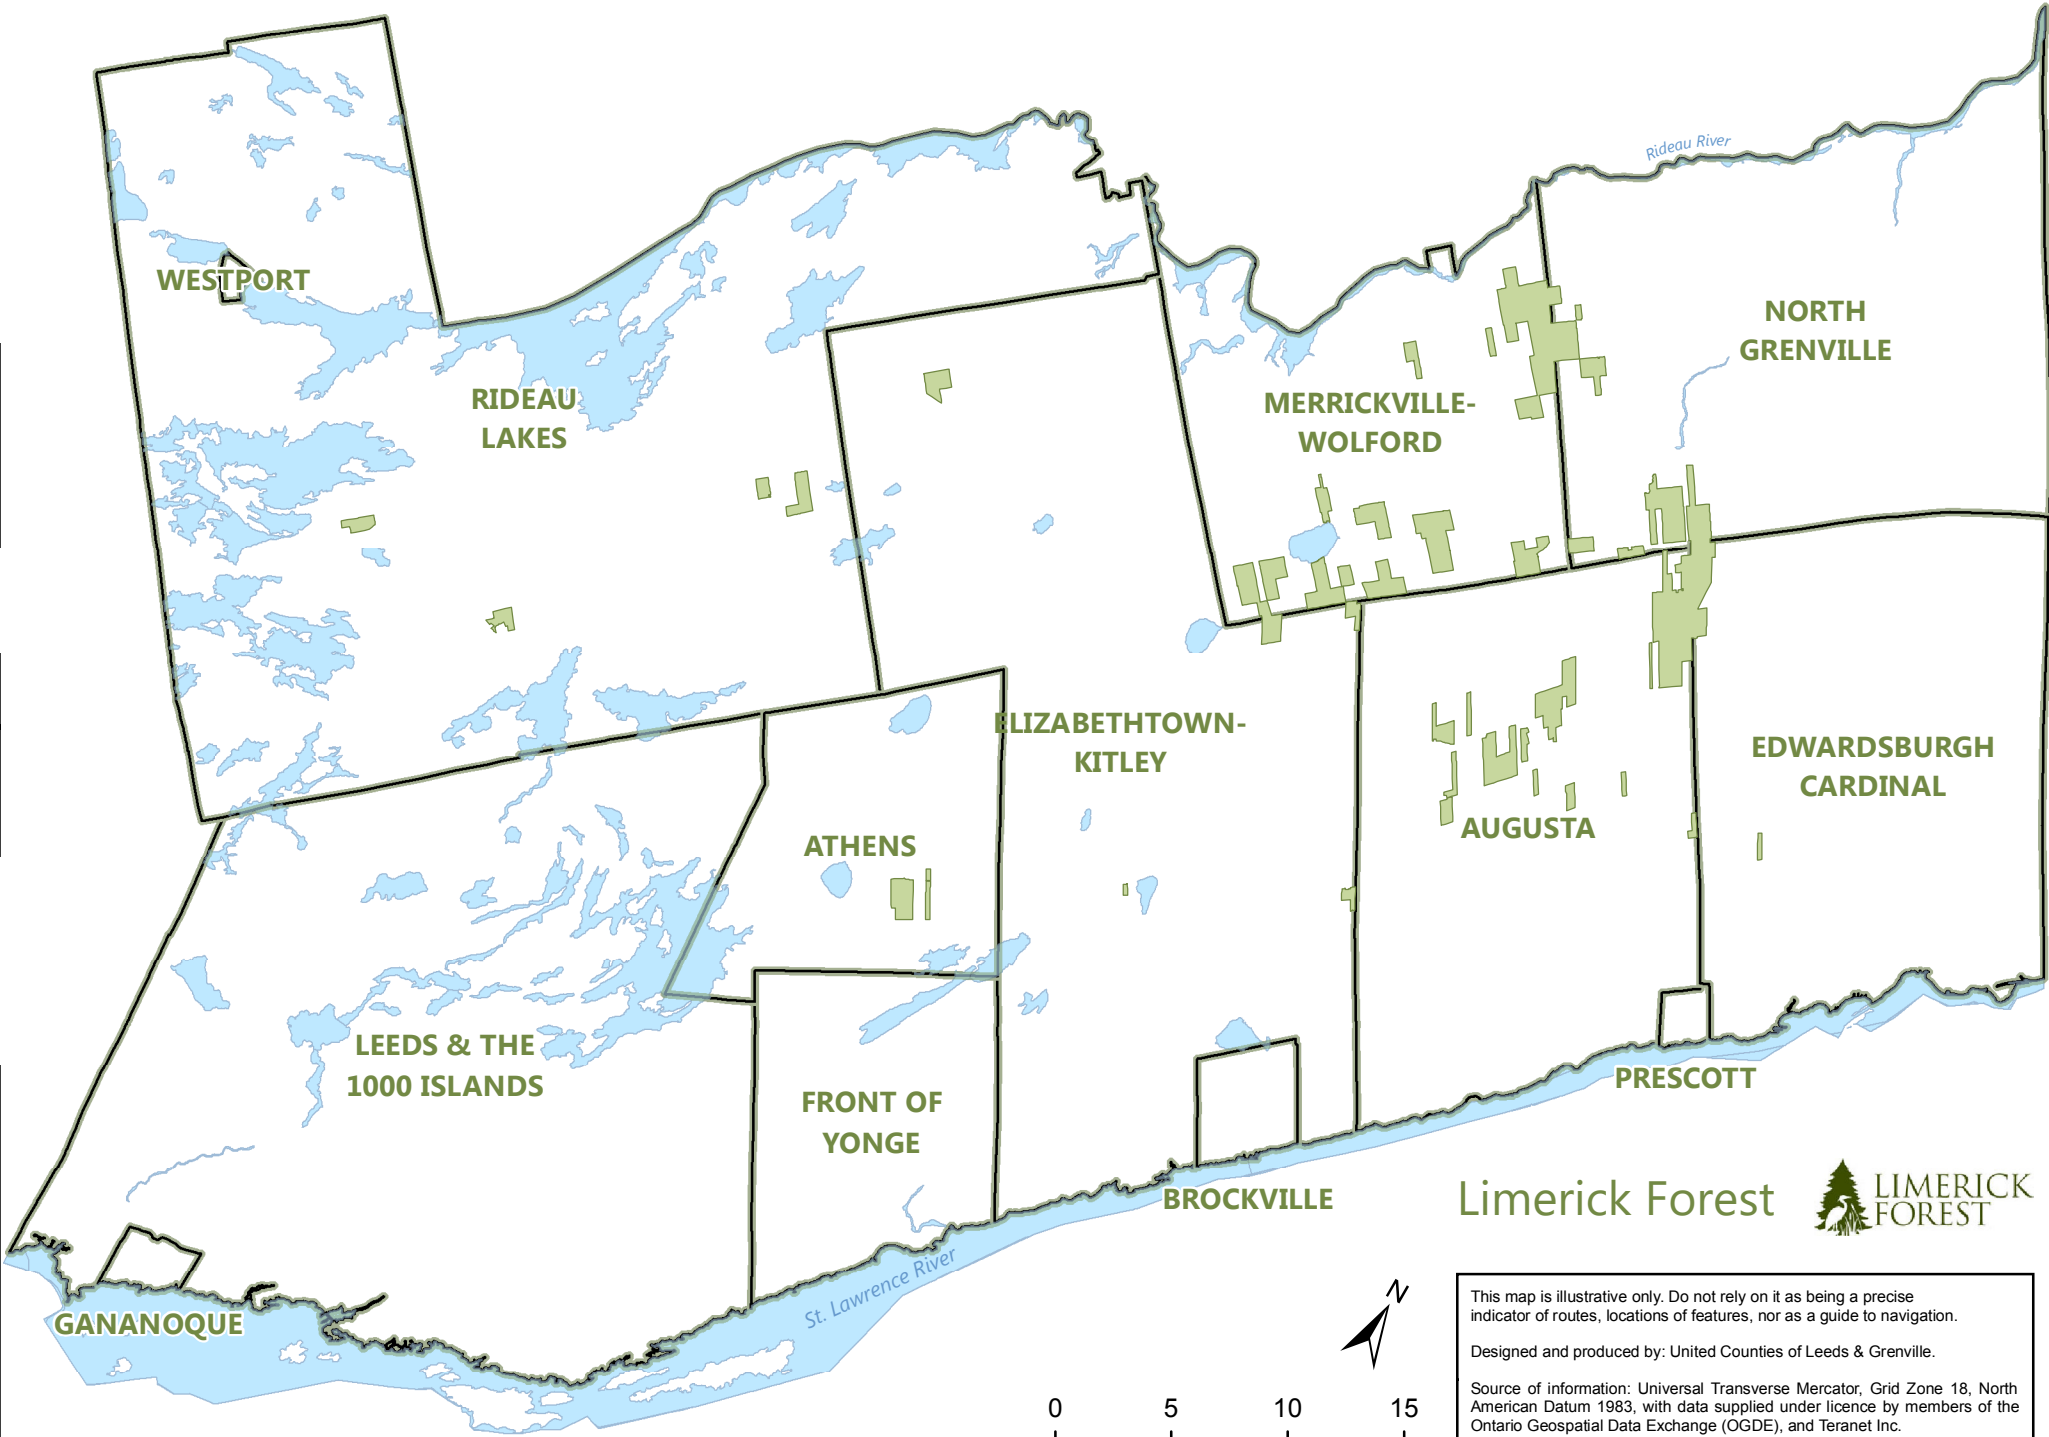 Rideau River
WESTPORT
NORTH
GRENVILLE
RIDEAU
LAKES
MERRICKVILLE-
WOLFORD
ELIZABETHTOWN-
KITLEY
EDWARDSBURGH
CARDINAL
ATHENS
AUGUSTA
LEEDS & THE
1000 ISLANDS
FRONT OF
YONGE
PRESCOTT
BROCKVILLE
GANANOQUE
St. Lawrence River
Limerick Forest
LIMERICK
FOREST
N
0 5 10 15
This map is illustrative only. Do not rely on it as being a precise
indicator of routes, locations of features, nor as a guide to navigation.
Designed and produced by: United Counties of Leeds & Grenville.
Source of information: Universal Transverse Mercator, Grid Zone 18, North
American Datum 1983, with data supplied under licence by members of the
Ontario Geospatial Data Exchange (OGDE), and Teranet Inc.